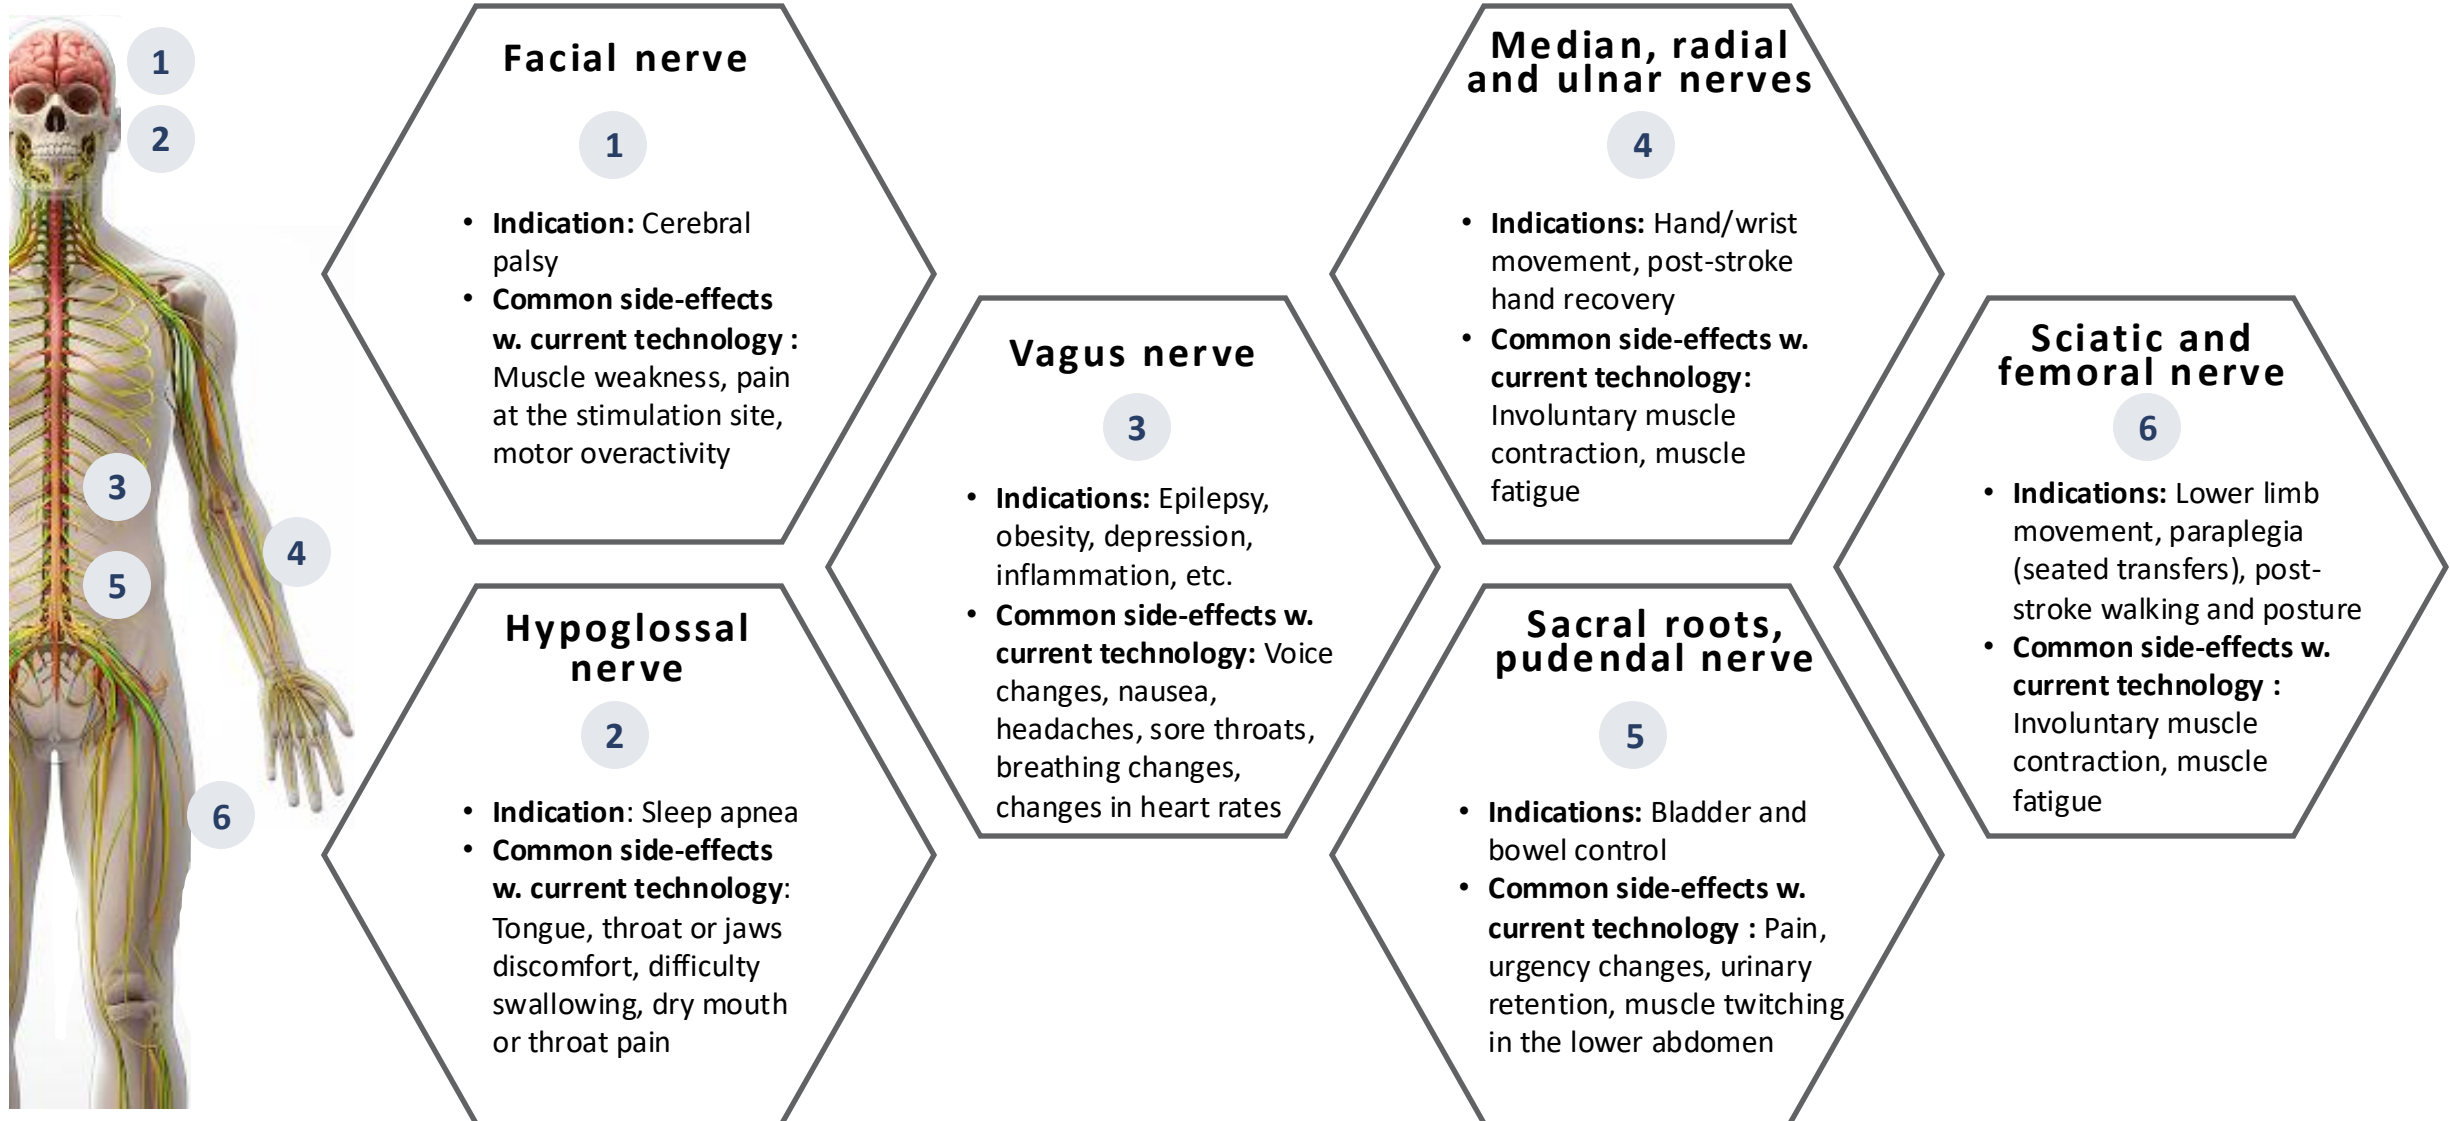 1
2
3
4
5
6
Facial nerve
1
• Indication: Cerebral
palsy
• Common side-effects
w. current technology :
Muscle weakness, pain
at the stimulation site,
motor overactivity
Hypoglossal
nerve
2
• Indication: Sleep apnea
• Common side-effects
w. current technology:
Tongue, throat or jaws
discomfort, difficulty
swallowing, dry mouth
or throat pain
Vagus nerve
3
• Indications: Epilepsy,
obesity, depression,
inflammation, etc.
• Common side-effects w.
current technology: Voice
changes, nausea,
headaches, sore throats,
breathing changes,
changes in heart rates
Median, radial
and ulnar nerves
4
• Indications: Hand/wrist
movement, post-stroke
hand recovery
• Common side-effects w.
current technology:
Involuntary muscle
contraction, muscle
fatigue
Sacral roots,
pudendal nerve
5
• Indications: Bladder and
bowel control
• Common side-effects w.
current technology : Pain,
urgency changes, urinary
retention, muscle twitching
in the lower abdomen
Sciatic and
femoral nerve
6
• Indications: Lower limb
movement, paraplegia
(seated transfers), post-
stroke walking and posture
• Common side-effects w.
current technology :
Involuntary muscle
contraction, muscle
fatigue